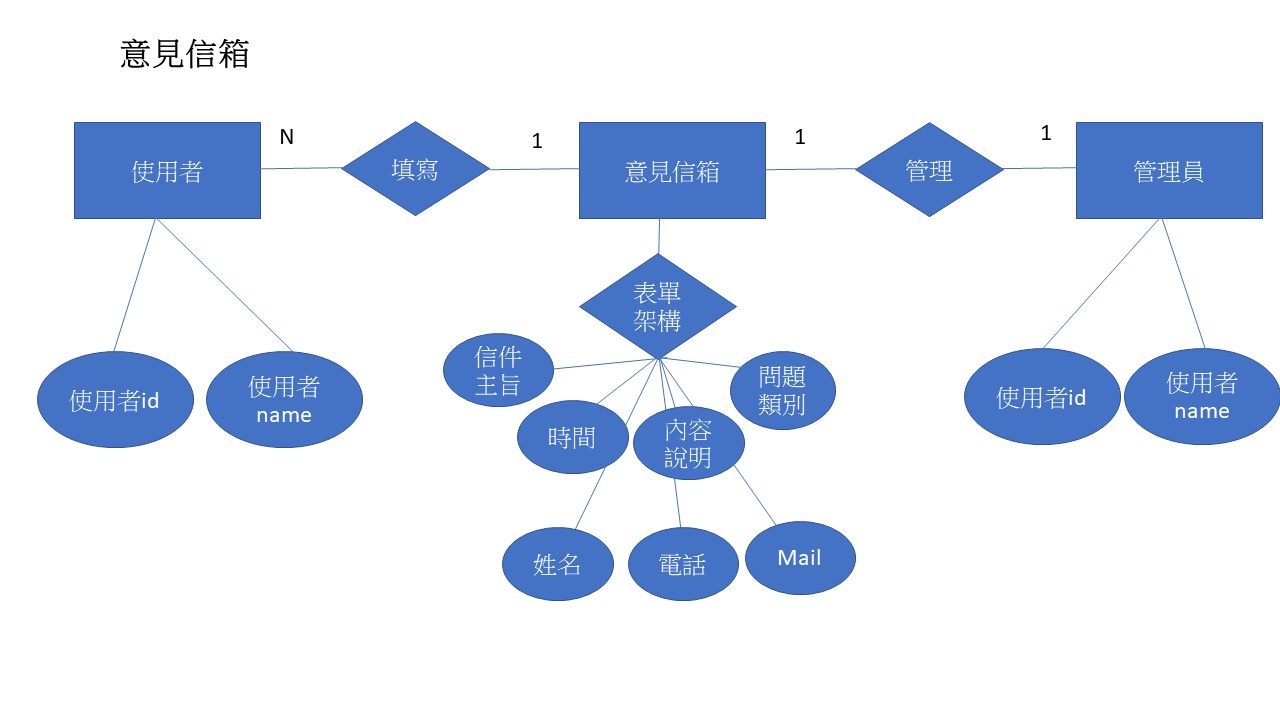 意見信箱
使用者
N
填寫
1
意見信箱
1
管理
1
管理員
表單
架構
信件
主旨
問題
類別
使用者id
使用者
name
時間
內容
說明
使用者id
使用者
name
姓名
電話
Mail